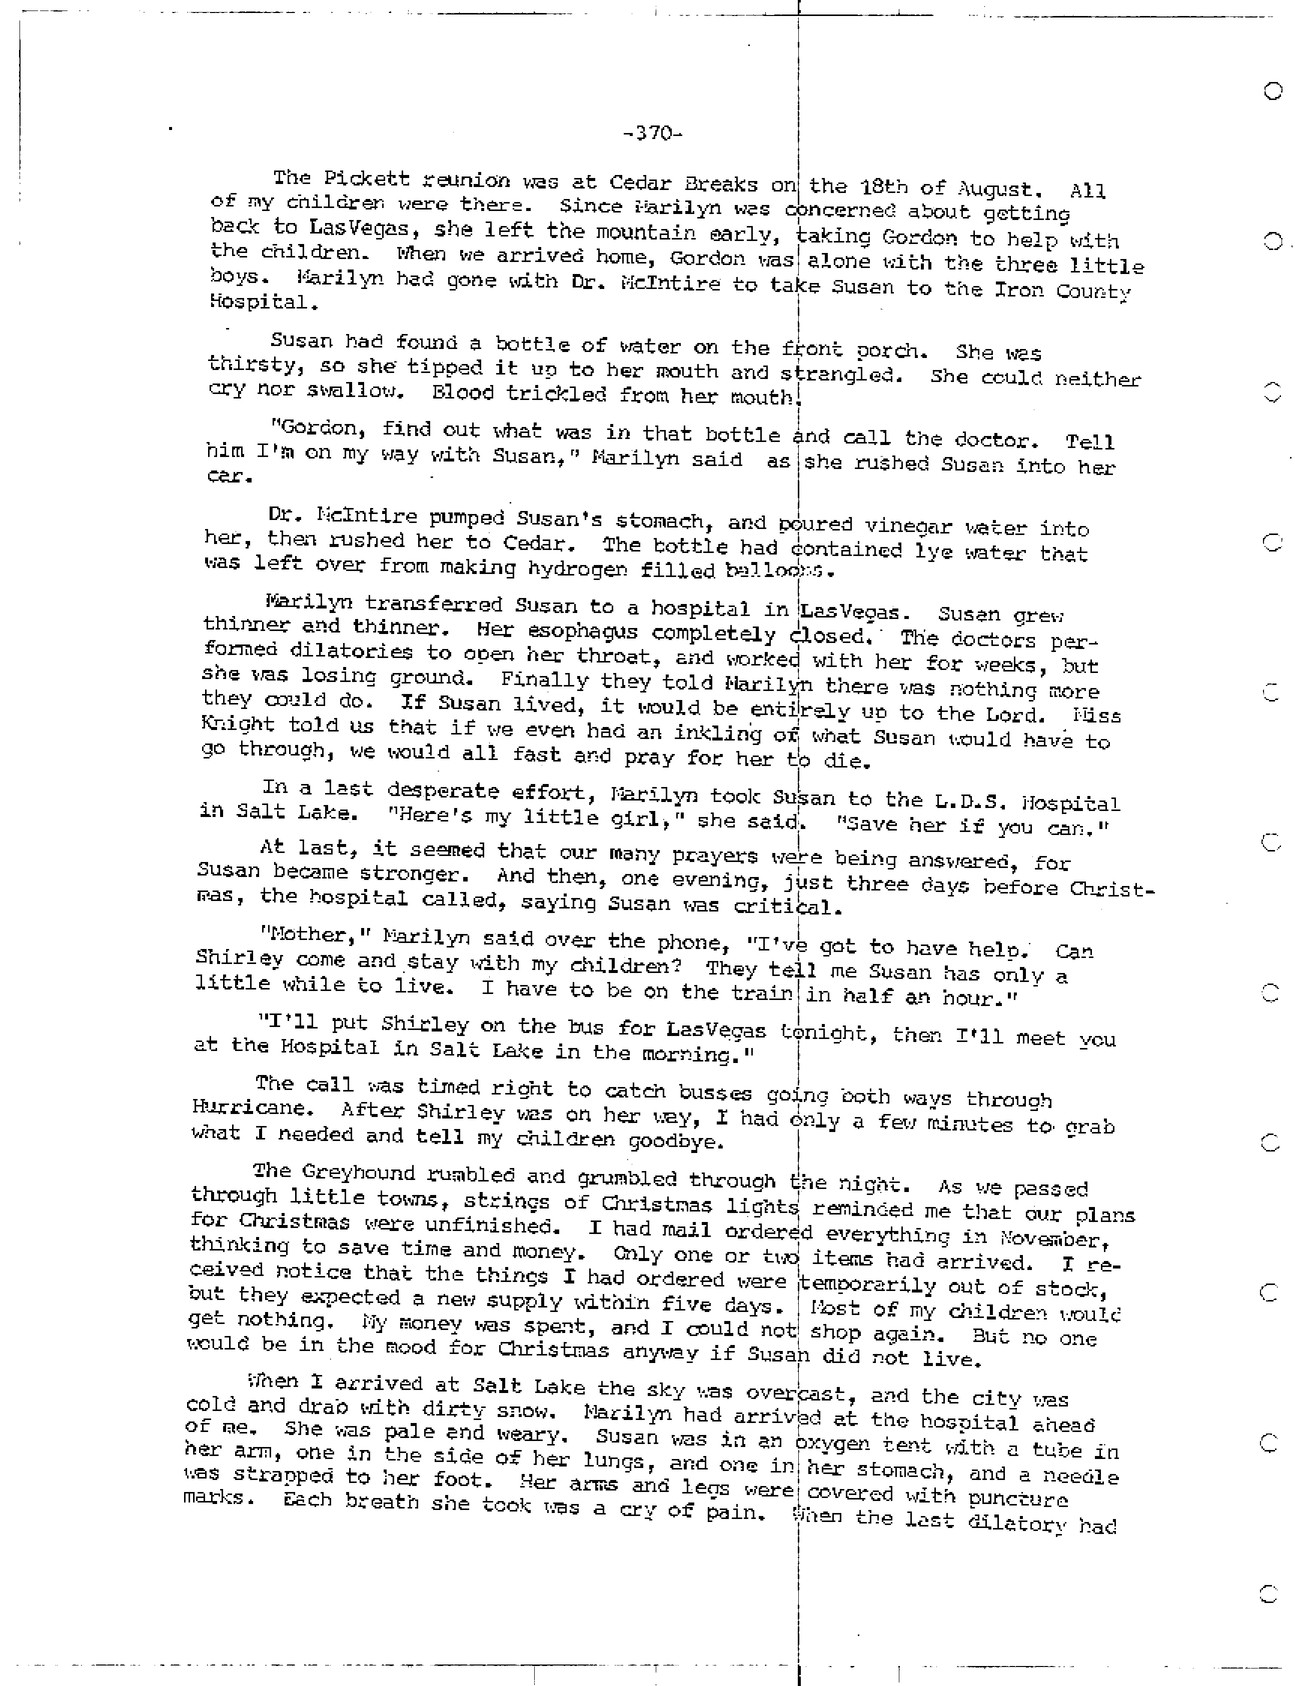 -370-
The Pickett reunion was at Cedar Breaks on the 18th of August. All
of my children were there. Since Marilyn was concerned about getting
back to LasVegas, she left the mountain early, taking Gordon to help with
the children. When we arrived home, Gordon was alone with the three little
boys. Marilyn had gone with Dr. McIntire to take Susan to the Iron County
Hospital.
Susan had found a bottle of water on the front porch. She was
thirsty, so she tipped it up to her mouth and strangled. She could neither
cry nor swallow. Blood trickled from her mouth.
"Gordon, find out what was in that bottle and call the doctor. Tell
him I'm on my way with Susan," Marilyn said as she rushed Susan into her
car.
Dr. McIntire pumped Susan's stomach, and poured vinegar water into
her, then rushed her to Cedar. The bottle had contained lye water that
was left over from making hydrogen filled balloons.
Marilyn transferred Susan to a hospital in LasVegas. Susan grew
thinner and thinner. Her esophagus completely closed. The doctors per-
formed dilatories to open her throat, and worked with her for weeks, but
she was losing ground. Finally they told Marilyn there was nothing more
they could do. If Susan lived, it would be entirely up to the Lord. Miss
Knight told us that if we even had an inkling of what Susan would have to
go through, we would all fast and pray for her to die.
In a last desperate effort, Marilyn took Susan to the L.D.S. Hospital
in Salt Lake. "Here's my little girl," she said. "Save her if you can."
At last, it seemed that our many prayers were being answered, for
Susan became stronger. And then, one evening, just three days before Christ-
mas, the hospital called, saying Susan was critical.
"Mother," Marilyn said over the phone, "I've got to have help. Can
Shirley come and stay with my children? They tell me Susan has only a
little while to live. I have to be on the train in half an hour."
"I'll put Shirley on the bus for LasVegas tonight, then I'll meet you
at the Hospital in Salt Lake in the morning."
The call was timed right to catch busses going both ways through
Hurricane. After Shirley was on her way, I had only a few minutes to grab
what I needed and tell my children goodbye.
The Greyhound rumbled and grumbled through the night. As we passed
through little towns, strings of Christmas lights reminded me that our plans
for Christmas were unfinished. I had mail ordered everything in November,
thinking to save time and money. Only one or two items had arrived. I re-
ceived notice that the things I had ordered were temporarily out of stock,
but they expected a new supply within five days. Most of my children would
get nothing. My money was spent, and I could not shop again. But no one
would be in the mood for Christmas anyway if Susan did not live.
When I arrived at Salt Lake the sky was overcast, and the city was
cold and drab with dirty snow. Marilyn had arrived at the hospital ahead
of me. She was pale and weary. Susan was in an oxygen tent with a tube in
her arm, one in the side of her lungs, and one in her stomach, and a needle
was strapped to her foot. Her arms and legs were covered with puncture
marks. Each breath she took was a cry of pain. When the last dilatory had